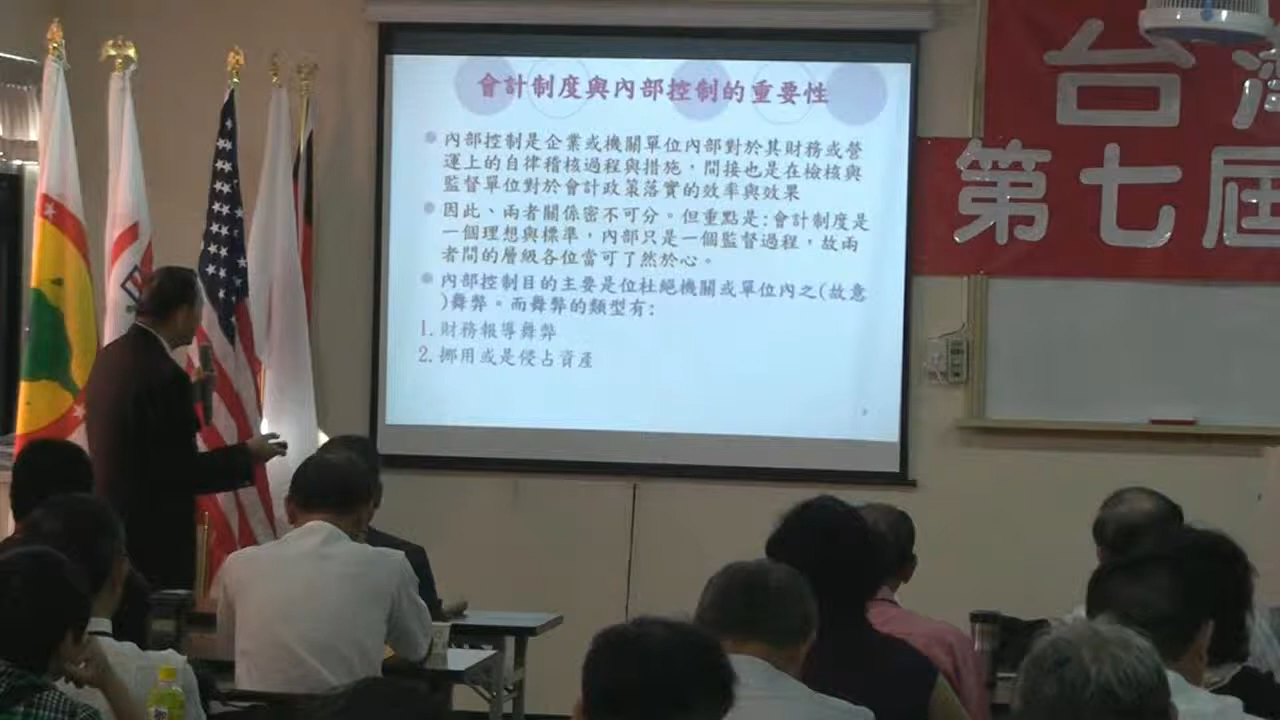 會計制度與內部控制的重要性
內部控制是企業或機關單位內部對於其財務或營
運上的自律稽核過程與措施，間接也是在檢核與
監督單位對於會計政策落實的效率與效果
因此、兩者關係密不可分。但重點是:會計制度是
一個理想與標準，內部只是一個監督過程，故兩
者間的層級各位當可了然於心。
內部控制目的主要是位杜絕機關或單位內之(故意
)舞弊。而舞弊的類型有:
1.財務報導舞弊
2.挪用或是侵占資產
台灣
第七屆